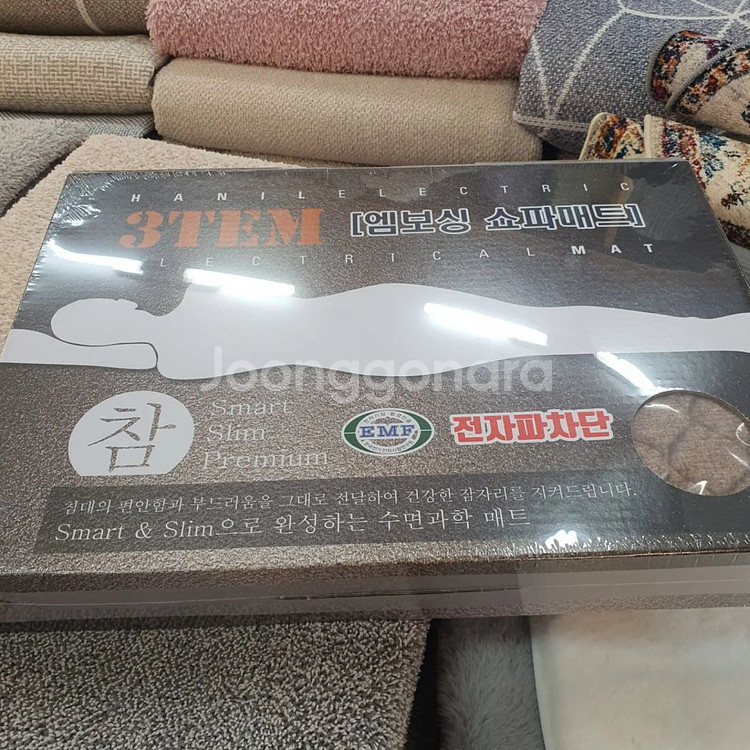 HANILELECTRIC
3TEM [엠보싱 쇼파매트]
ELECTRICALMAT
Joonggonara
참
Smart
Slim
Premium
EMF
전자파차단
침대의 편안함과 부드러움을 그대로 전달하여 건강한 잠자리를 지켜드립니다.
Smart & Slim으로 완성하는 수면과학 매트